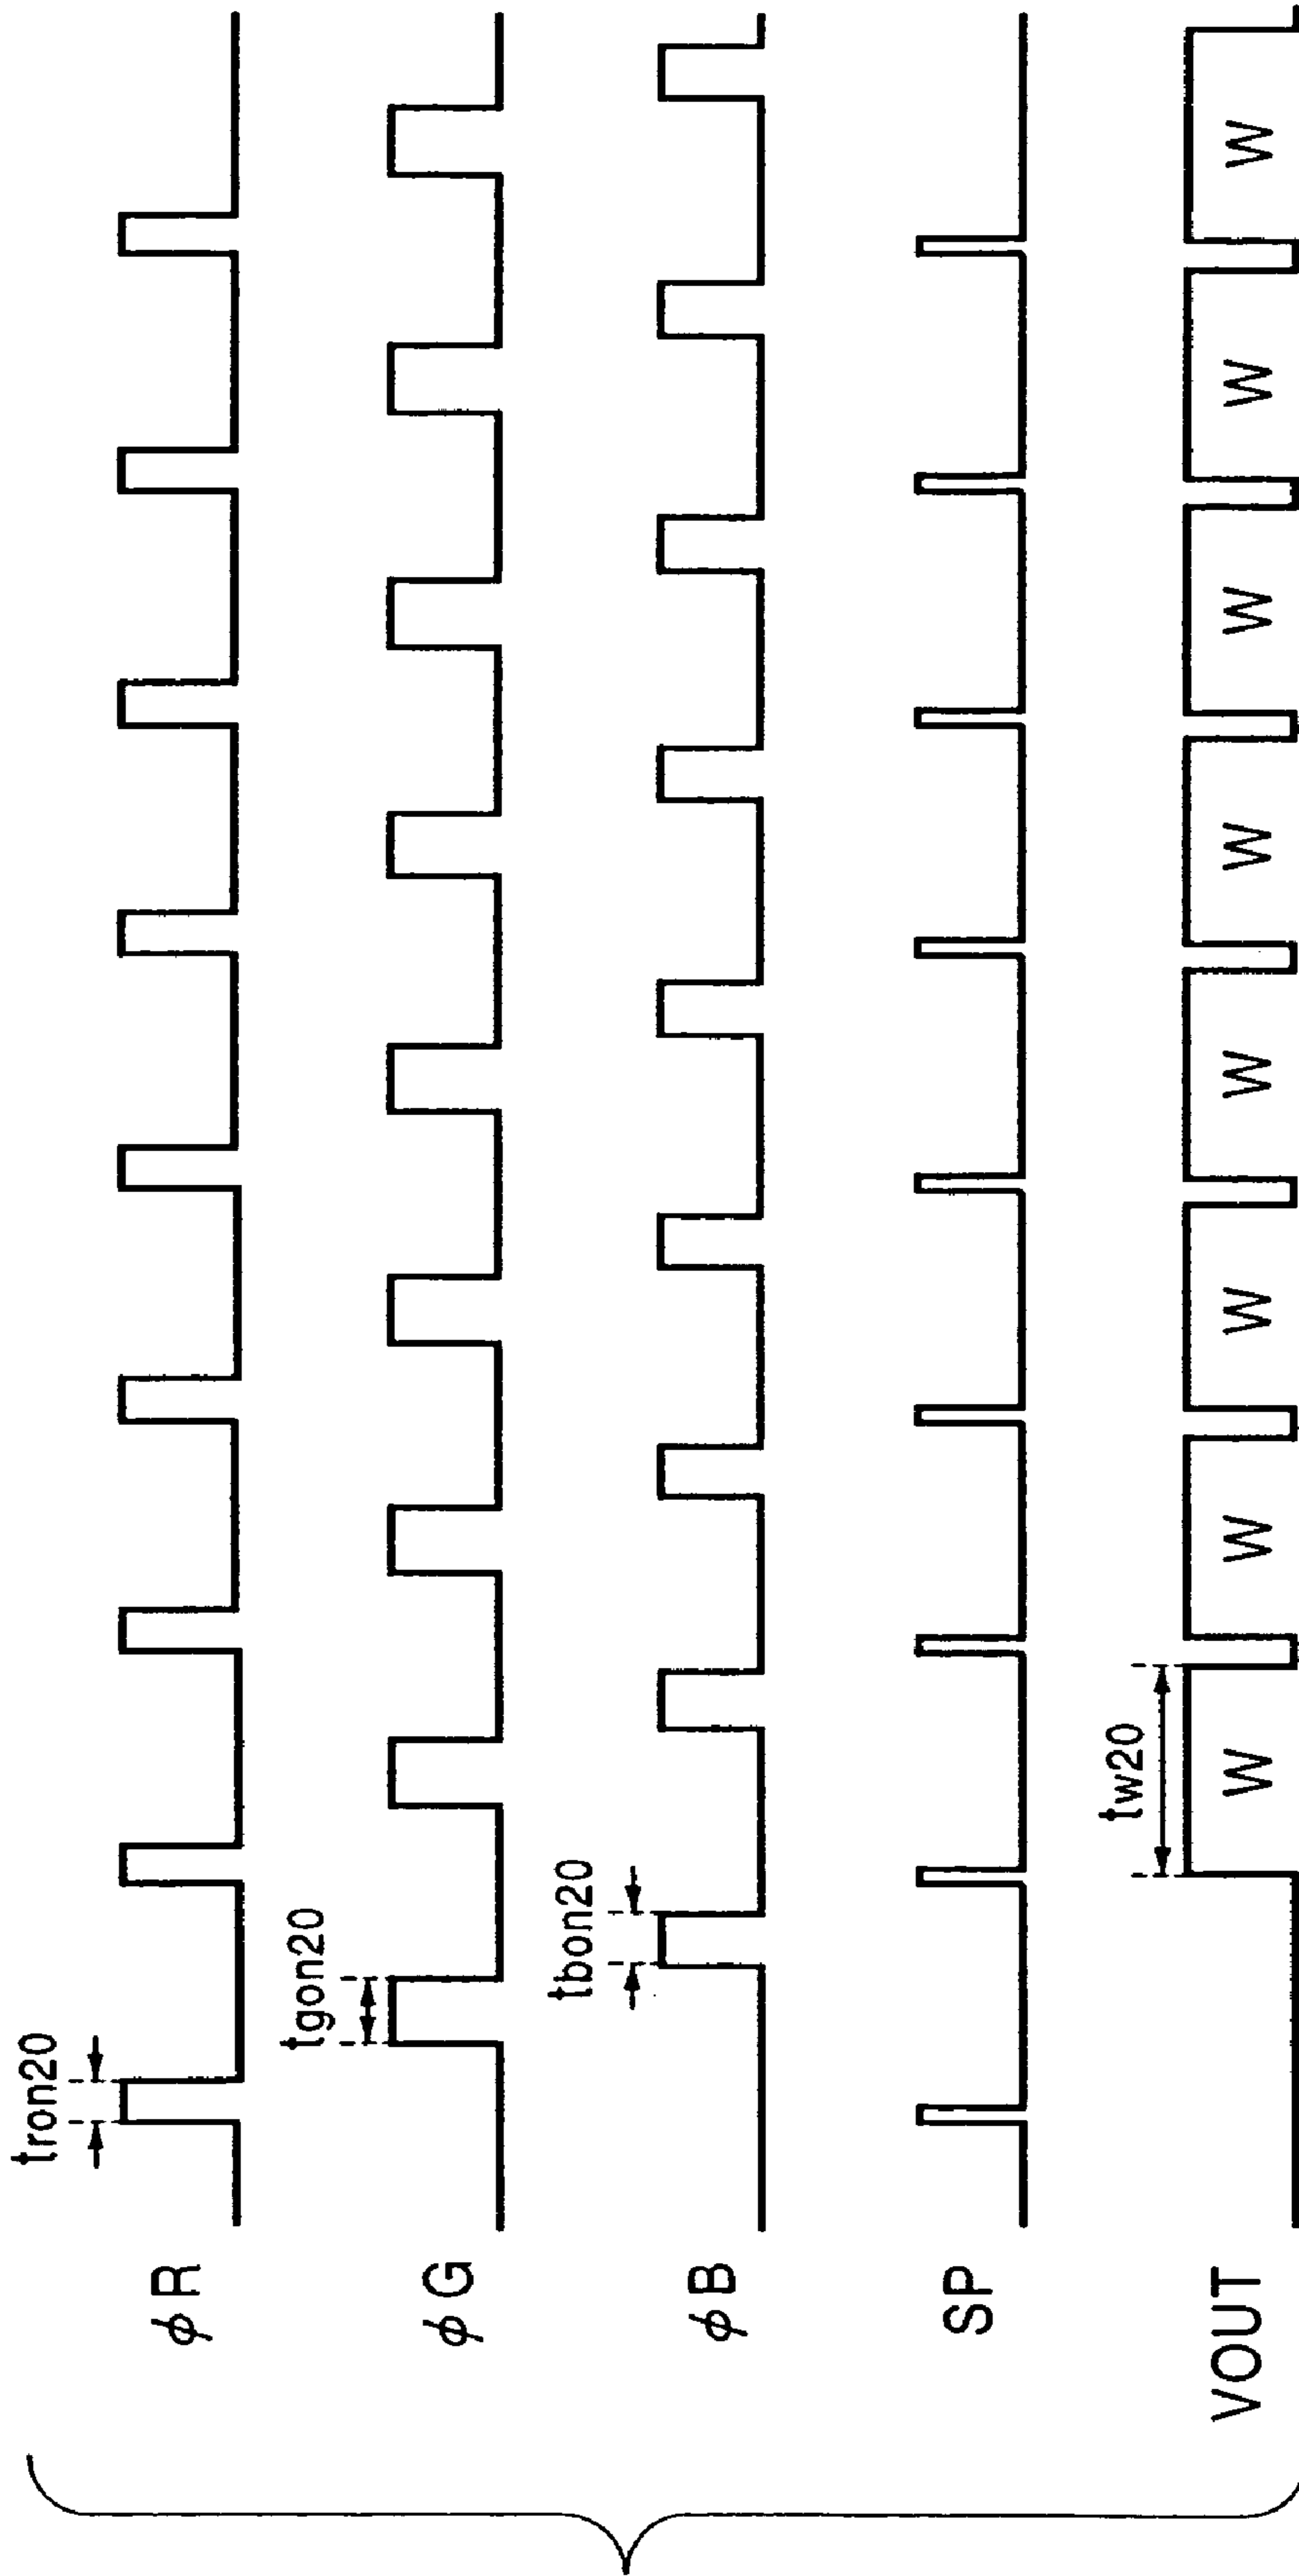 tron20
φR
tgon20
φG
tbon20
φB
SP
tw20
VOUT
W W W W W W W W